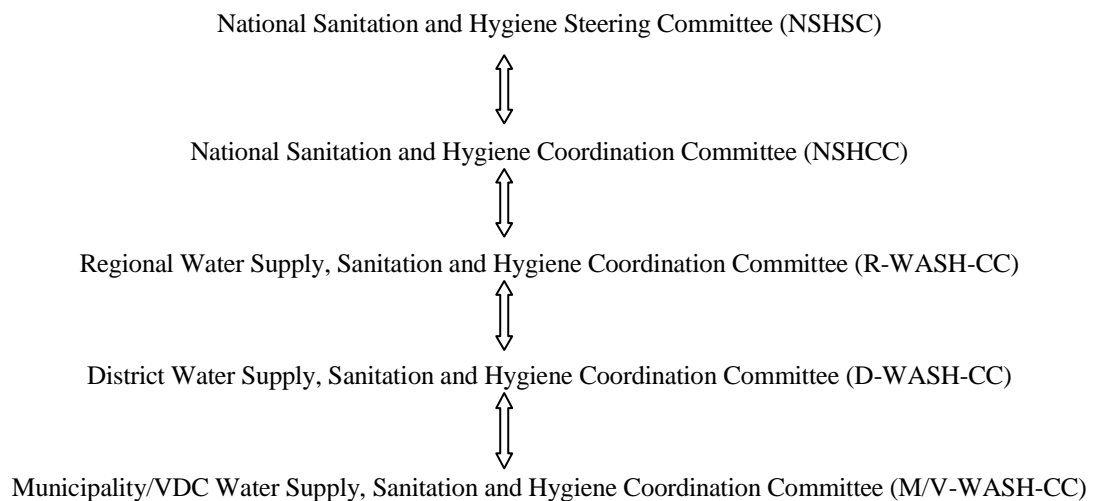 National Sanitation and Hygiene Steering Committee (NSHSC)
National Sanitation and Hygiene Coordination Committee (NSHCC)
Regional Water Supply, Sanitation and Hygiene Coordination Committee (R-WASH-CC)
District Water Supply, Sanitation and Hygiene Coordination Committee (D-WASH-CC)
Municipality/VDC Water Supply, Sanitation and Hygiene Coordination Committee (M/V-WASH-CC)